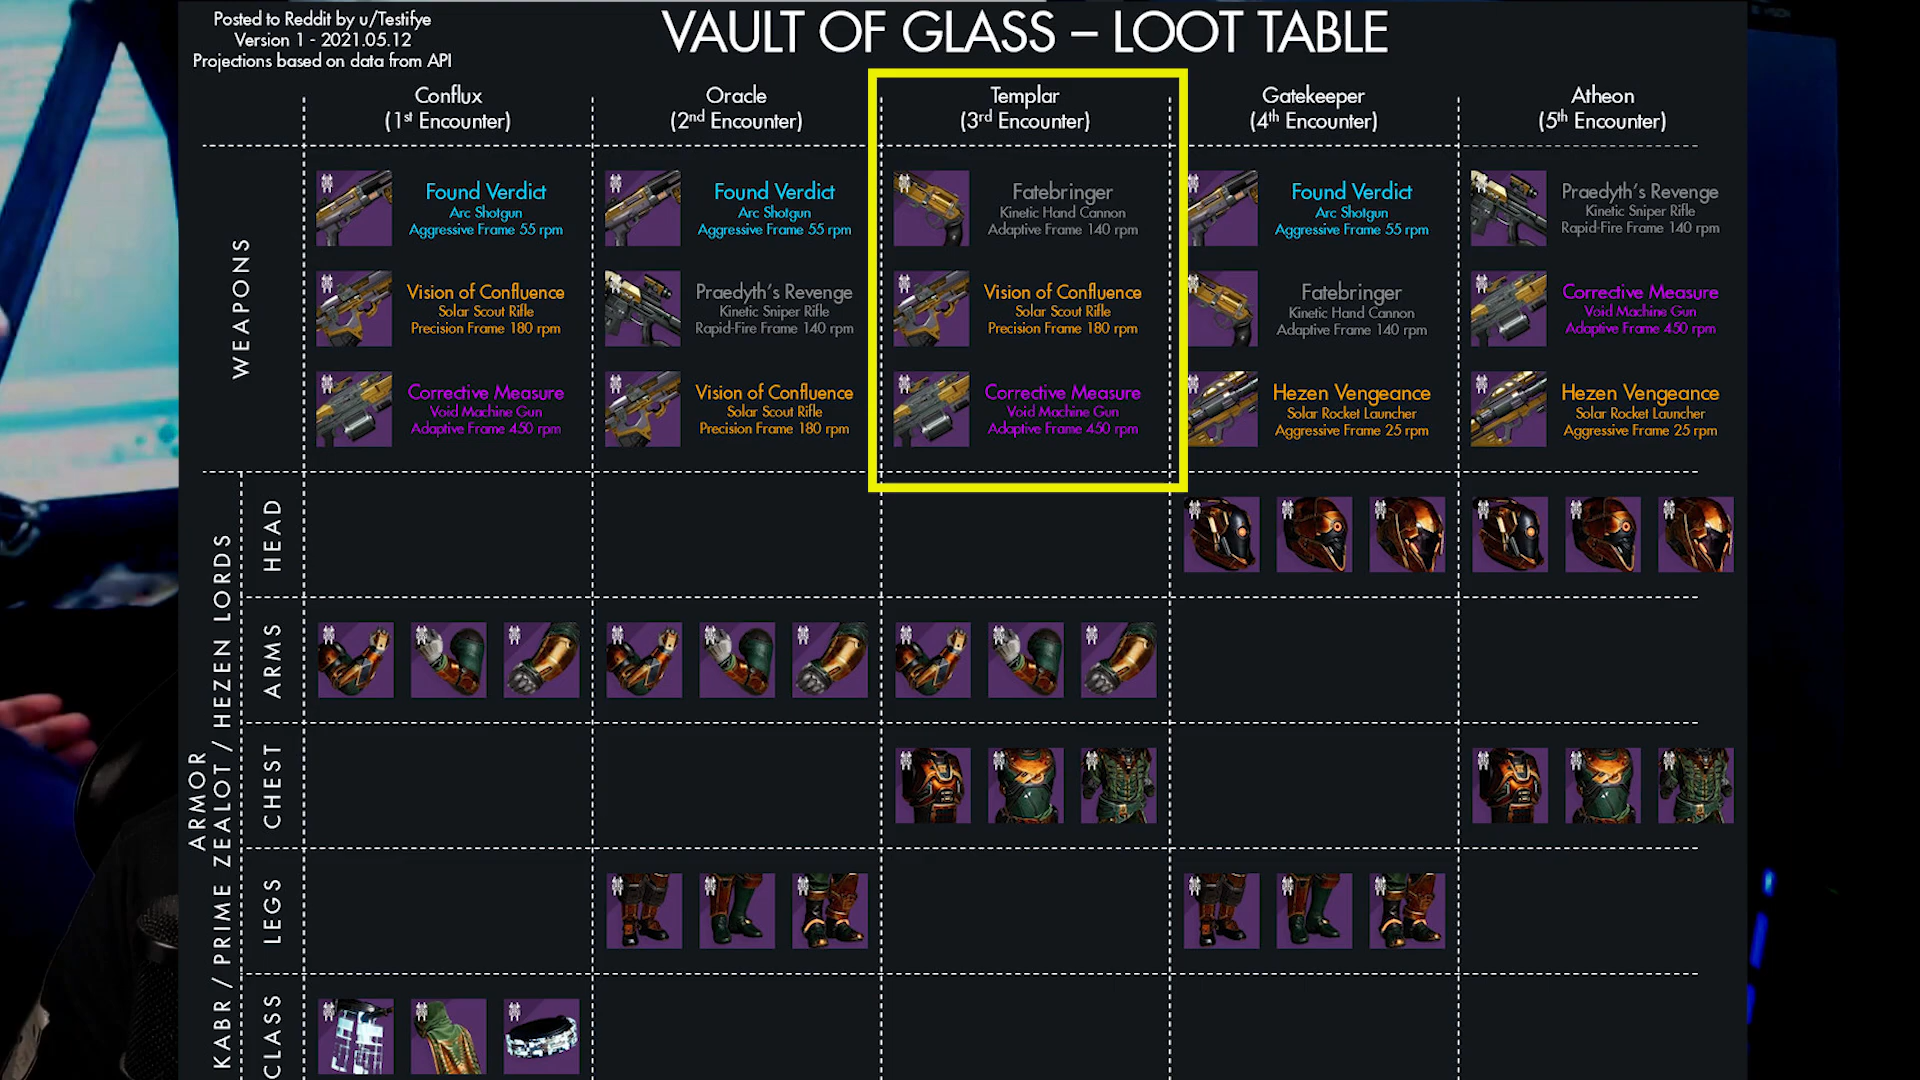 Posted to Reddit by u/Testifye
Version 1 - 2021.05.12
Projections based on data from API
VAULT OF GLASS – LOOT TABLE
Conflux
(1st Encounter)
Oracle
(2nd Encounter)
Templar
(3rd Encounter)
Gatekeeper
(4th Encounter)
Atheon
(5th Encounter)
WEAPONS
Found Verdict
Arc Shotgun
Aggressive Frame 55 rpm
Found Verdict
Arc Shotgun
Aggressive Frame 55 rpm
Fatebringer
Kinetic Hand Cannon
Adaptive Frame 140 rpm
Found Verdict
Arc Shotgun
Aggressive Frame 55 rpm
Praedyth's Revenge
Kinetic Sniper Rifle
Rapid-Fire Frame 140 rpm
Vision of Confluence
Solar Scout Rifle
Precision Frame 180 rpm
Praedyth's Revenge
Kinetic Sniper Rifle
Rapid-Fire Frame 140 rpm
Vision of Confluence
Solar Scout Rifle
Precision Frame 180 rpm
Fatebringer
Kinetic Hand Cannon
Adaptive Frame 140 rpm
Corrective Measure
Void Machine Gun
Adaptive Frame 450 rpm
Corrective Measure
Void Machine Gun
Adaptive Frame 450 rpm
Vision of Confluence
Solar Scout Rifle
Precision Frame 180 rpm
Corrective Measure
Void Machine Gun
Adaptive Frame 450 rpm
Hezen Vengeance
Solar Rocket Launcher
Aggressive Frame 25 rpm
Hezen Vengeance
Solar Rocket Launcher
Aggressive Frame 25 rpm
ARMOR
KABR / PRIME ZEALOT / HEZEN LORDS
HEAD
ARMS
CHEST
LEGS
CLASS